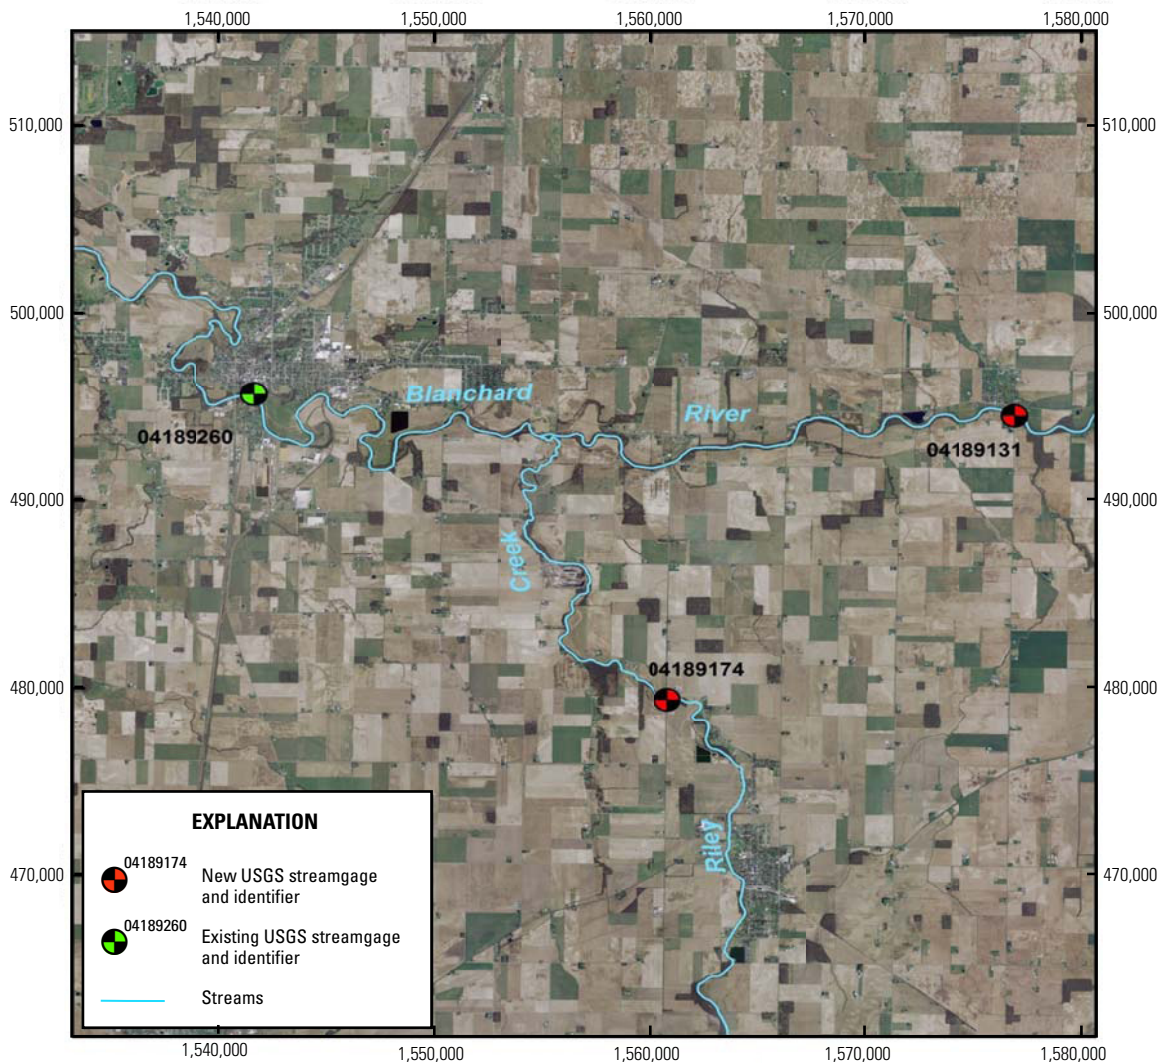 1,540,000
1,550,000
1,560,000
1,570,000
1,580,000
510,000
510,000
500,000
500,000
Blanchard
River
04189260
04189131
490,000
490,000
Creek
04189174
480,000
480,000
Riley
470,000
470,000
EXPLANATION
04189174
New USGS streamgage
and identifier
04189260
Existing USGS streamgage
and identifier
Streams
1,540,000
1,550,000
1,560,000
1,570,000
1,580,000